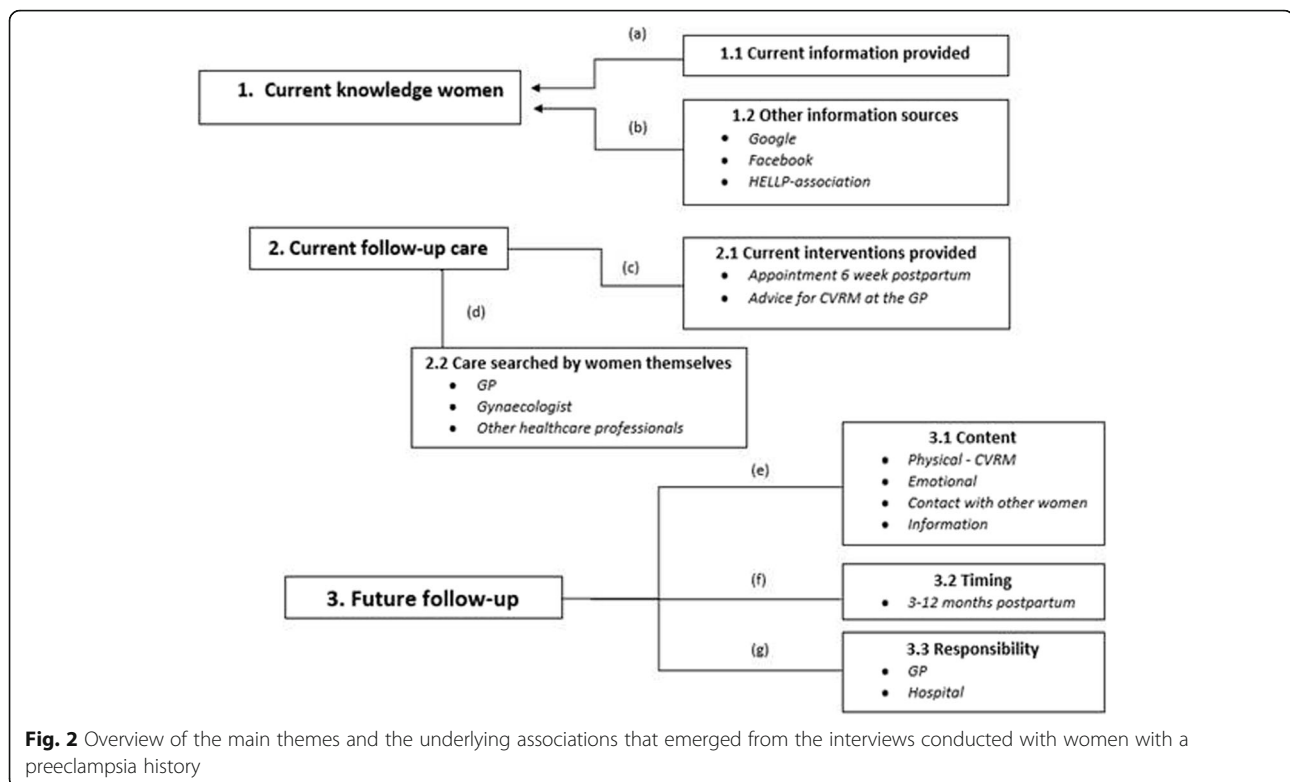 (a)
1.1 Current information provided
1. Current knowledge women
(b)
1.2 Other information sources
• Google
• Facebook
• HELLP-association
2. Current follow-up care
(c)
2.1 Current interventions provided
• Appointment 6 week postpartum
• Advice for CVRM at the GP
(d)
2.2 Care searched by women themselves
• GP
• Gynaecologist
• Other healthcare professionals
(e)
3.1 Content
• Physical - CVRM
• Emotional
• Contact with other women
• Information
3. Future follow-up
(f)
3.2 Timing
• 3-12 months postpartum
(g)
3.3 Responsibility
• GP
• Hospital
Fig. 2 Overview of the main themes and the underlying associations that emerged from the interviews conducted with women with a
preeclampsia history